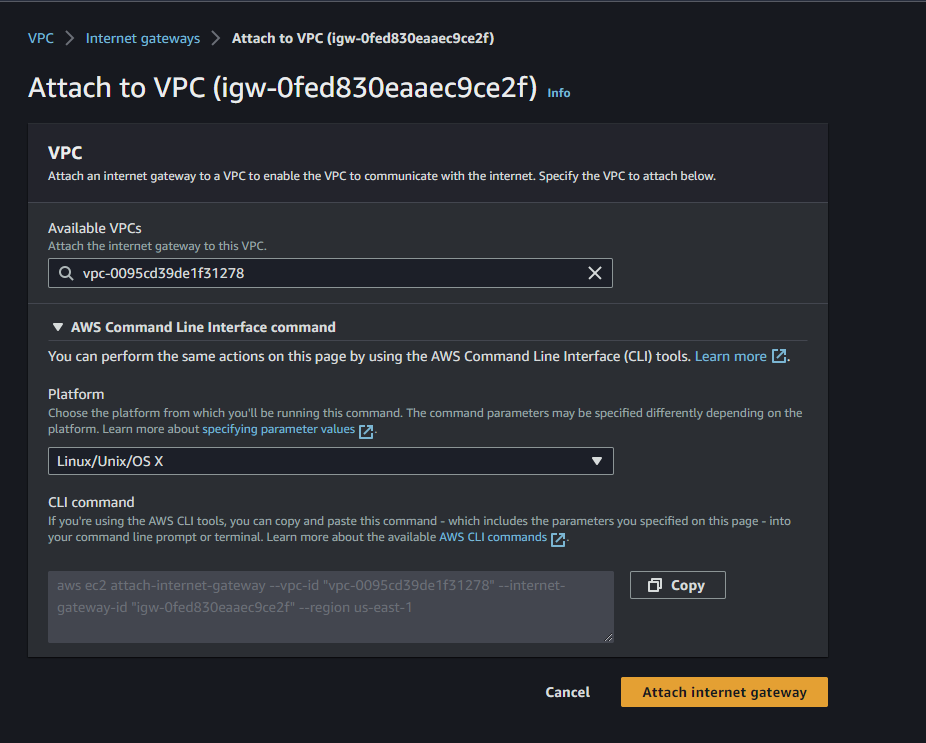 VPC > Internet gateways > Attach to VPC (igw-0fed830eaaec9ce2f)
Attach to VPC (igw-0fed830eaaec9ce2f) Info
VPC
Attach an internet gateway to a VPC to enable the VPC to communicate with the internet. Specify the VPC to attach below.
Available VPCs
Attach the internet gateway to this VPC.
vpc-0095cd39de1f31278
AWS Command Line Interface command
You can perform the same actions on this page by using the AWS Command Line Interface (CLI) tools. Learn more.
Platform
Choose the platform from which you'll be running this command. The command parameters may be specified differently depending on the
platform. Learn more about specifying parameter values.
Linux/Unix/OS X
CLI command
If you're using the AWS CLI tools, you can copy and paste this command - which includes the parameters you specified on this page - into
your command line prompt or terminal. Learn more about the available AWS CLI commands.
aws ec2 attach-internet-gateway --vpc-id "vpc-0095cd39de1f31278" --internet-
gateway-id "igw-0fed830eaaec9ce2f" --region us-east-1
Copy
Cancel
Attach internet gateway